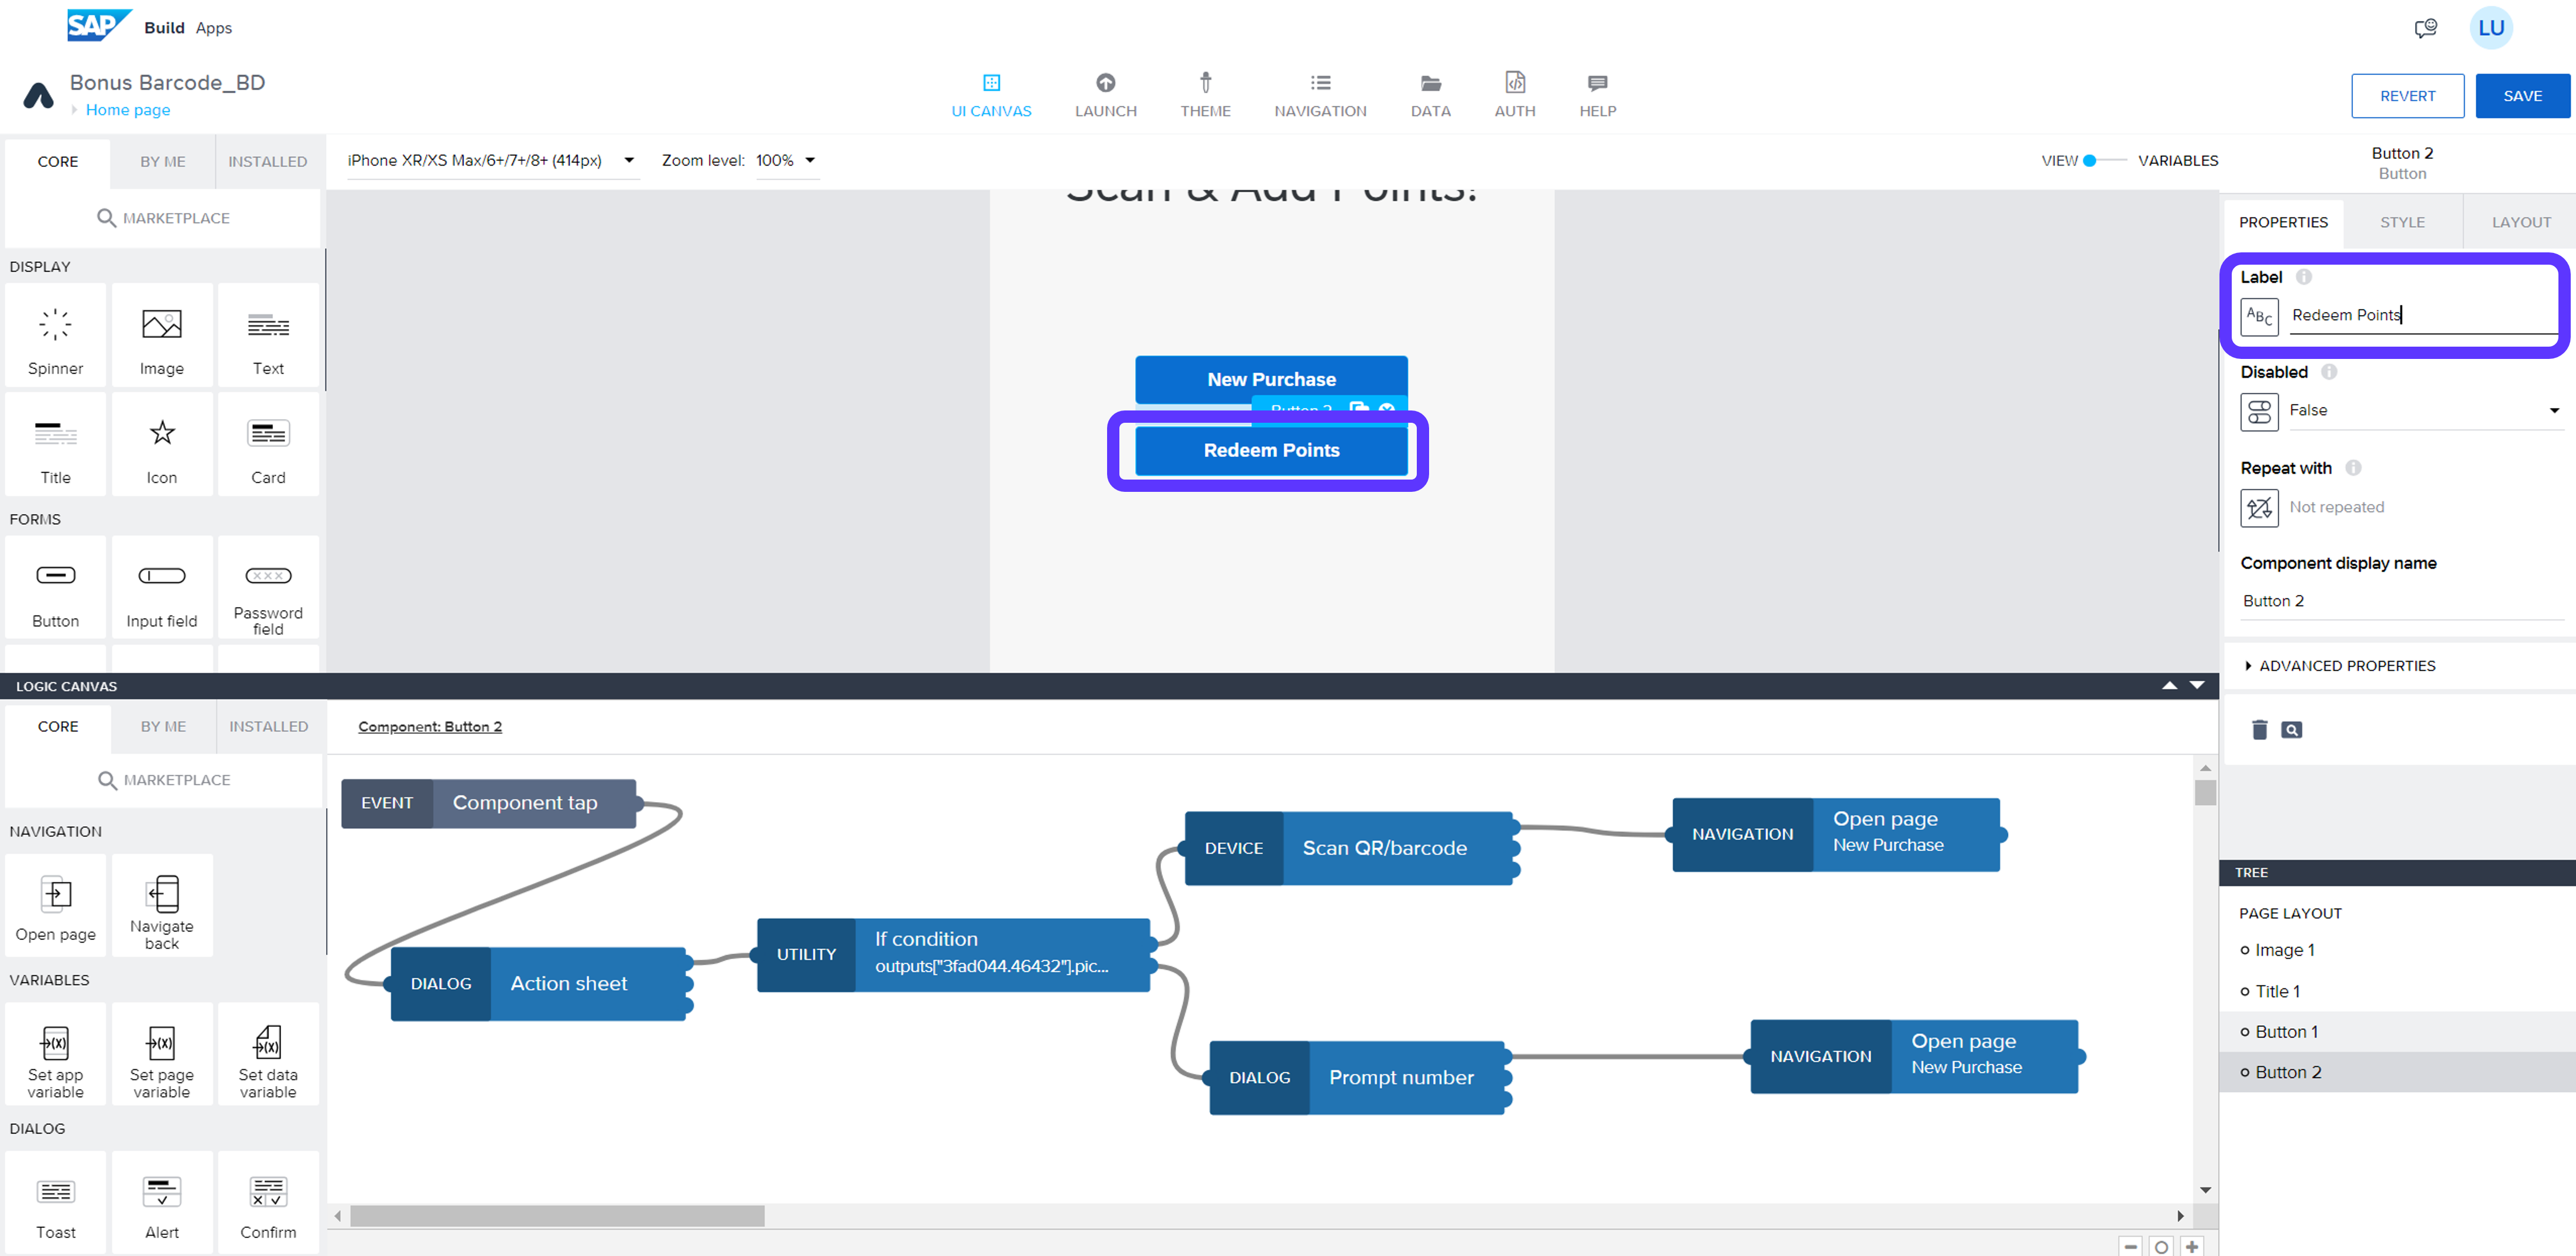 SAP Build Apps
LU
Bonus Barcode_BD
Home page
UI CANVAS
LAUNCH
THEME
NAVIGATION
DATA
AUTH
HELP
REVERT
SAVE
CORE
BY ME
INSTALLED
iPhone XR/XS Max/6+/7+/8+ (414px)
Zoom level: 100%
VIEW
VARIABLES
Button 2
Button
MARKETPLACE
Scan & Add Points!
PROPERTIES
STYLE
LAYOUT
DISPLAY
Spinner
Image
Text
Title
Icon
Card
FORMS
Button
Input field
Password
field
New Purchase
Button 2
Redeem Points
Label
ABC
Redeem Points
Disabled
False
Repeat with
Not repeated
Component display name
Button 2
ADVANCED PROPERTIES
LOGIC CANVAS
CORE
BY ME
INSTALLED
Component: Button 2
MARKETPLACE
NAVIGATION
Open page
Navigate
back
VARIABLES
Set app
variable
Set page
variable
Set data
variable
DIALOG
Toast
Alert
Confirm
EVENT
Component tap
DIALOG
Action sheet
UTILITY
If condition
outputs["3fad044.46432"].pic...
DEVICE
Scan QR/barcode
NAVIGATION
Open page
New Purchase
DIALOG
Prompt number
NAVIGATION
Open page
New Purchase
TREE
PAGE LAYOUT
Image 1
Title 1
Button 1
Button 2